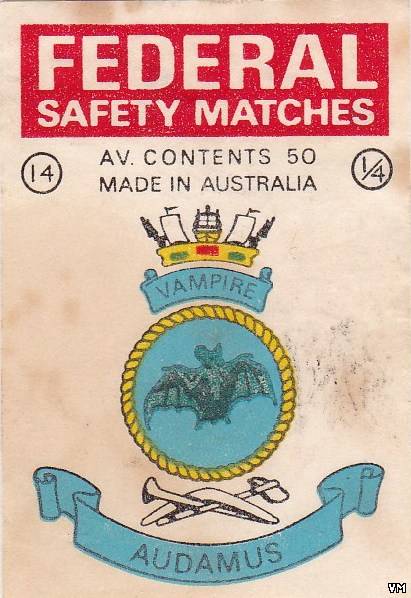 FEDERAL
SAFETY MATCHES
14
AV. CONTENTS 50
MADE IN AUSTRALIA
1/4
VAMPIRE
AUDAMUS
VM